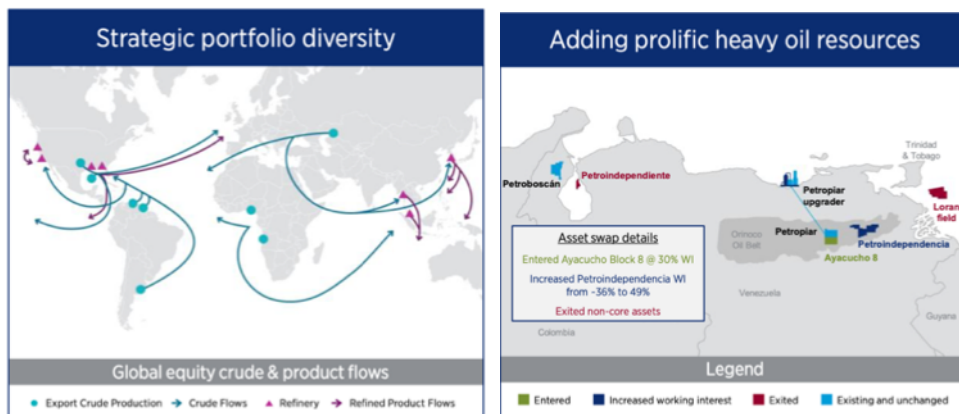 Strategic portfolio diversity
Global equity crude & product flows
Export Crude Production
Crude Flows
Refinery
Refined Product Flows
Adding prolific heavy oil resources
Trinidad
& Tobago
Petroboscán
Petroindependiente
Petropiar
upgrader
Loran
field
Orinoco
Oil Belt
Petropiar
Petroindependencia
Ayacucho 8
Asset swap details
Entered Ayacucho Block 8 @ 30% WI
Increased Petroindependencia WI
from ~36% to 49%
Exited non-core assets
Venezuela
Guyana
Colombia
Legend
Entered
Increased working interest
Exited
Existing and unchanged